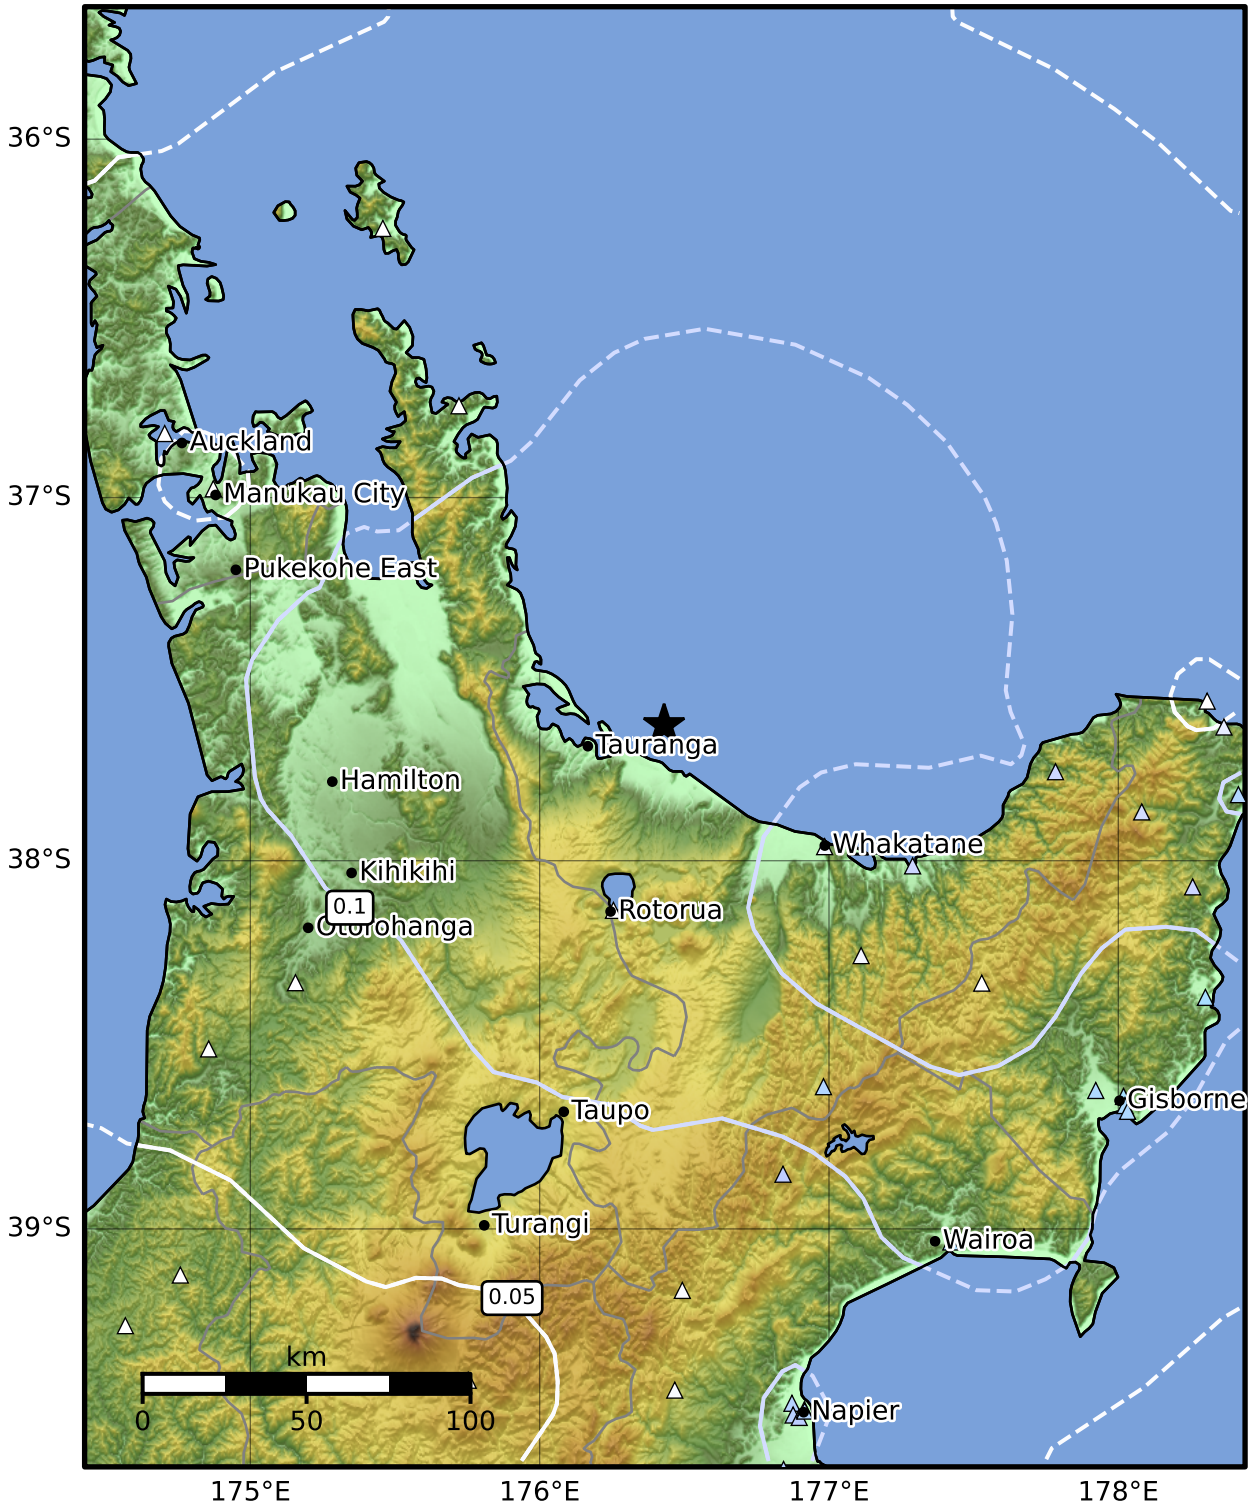 36°S
Auckland
37°S
Manukau City
Pukekohe East
Tauranga
Hamilton
38°S
Whakatane
Kihikihi
0.1
Rotorua
Otorohanga
Taupo
Gisborne
39°S
Turangi
Wairoa
0.05
km
0 50 100
Napier
175°E 176°E 177°E 178°E